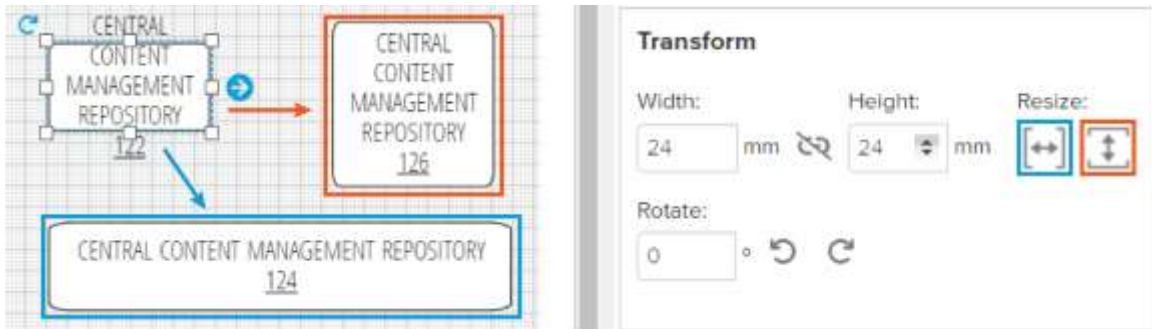 CENTRAL
CONTENT
MANAGEMENT
REPOSITORY
122
CENTRAL
CONTENT
MANAGEMENT
REPOSITORY
126
CENTRAL CONTENT MANAGEMENT REPOSITORY
124
Transform
Width:
Height:
Resize:
24 mm
24 mm
Rotate:
0 °